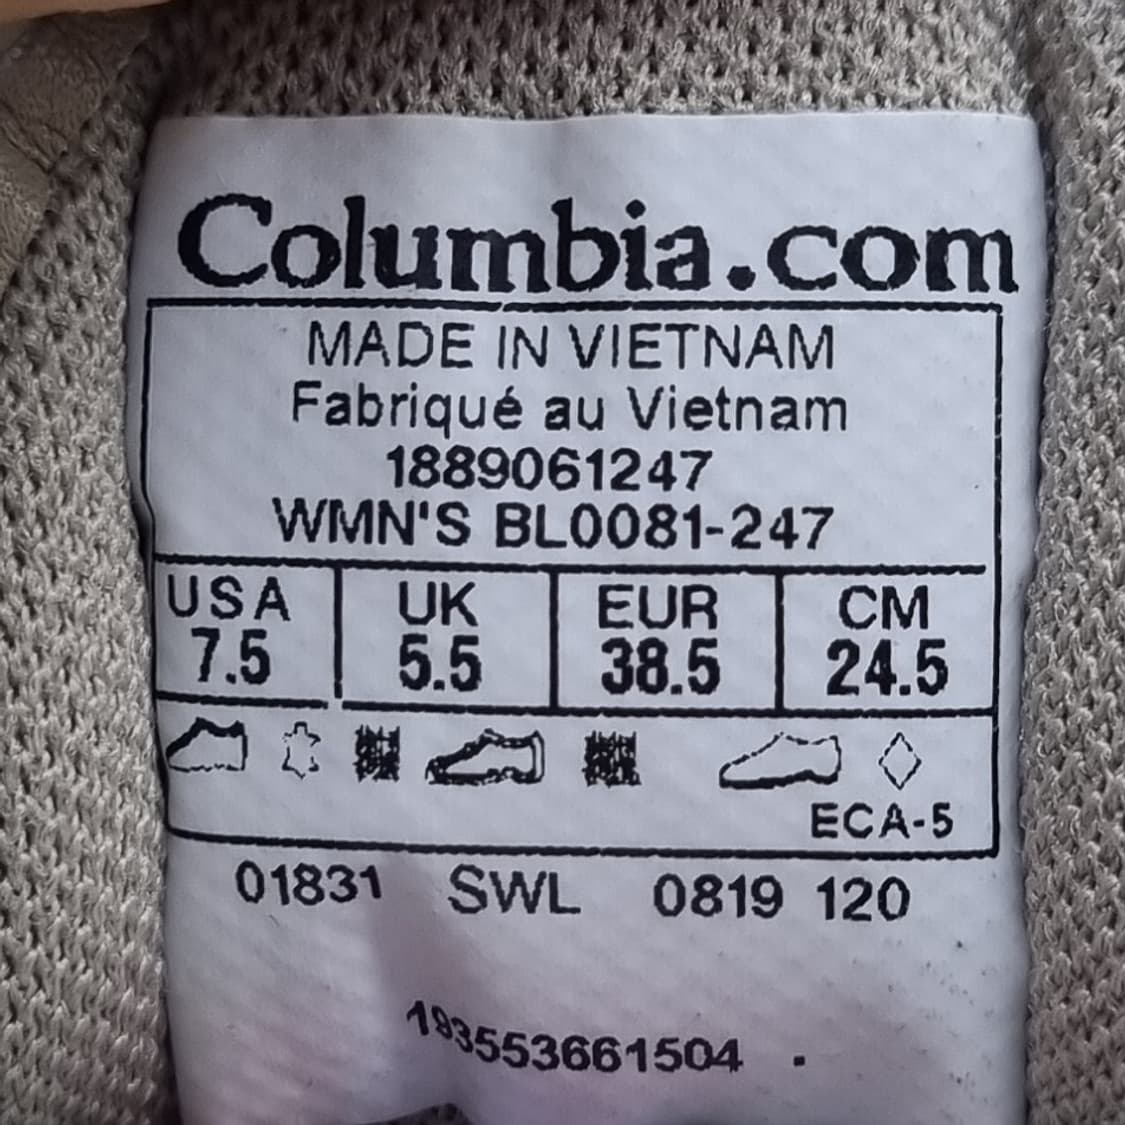 Columbia.com
MADE IN VIETNAM
Fabriqué au Vietnam
1889061247
WMN'S BL0081-247
USA UK EUR CM
7.5 5.5 38.5 24.5
ECA-5
01831 SWL 0819 120
193553661504